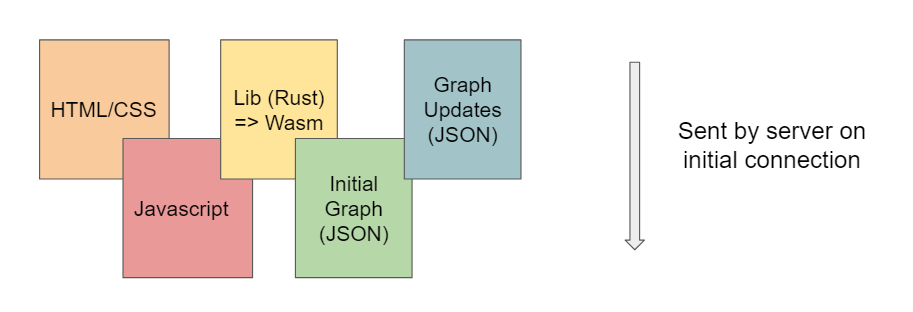 HTML/CSS
Lib (Rust)
=> Wasm
Graph
Updates
(JSON)
Javascript
Initial
Graph
(JSON)
Sent by server on
initial connection